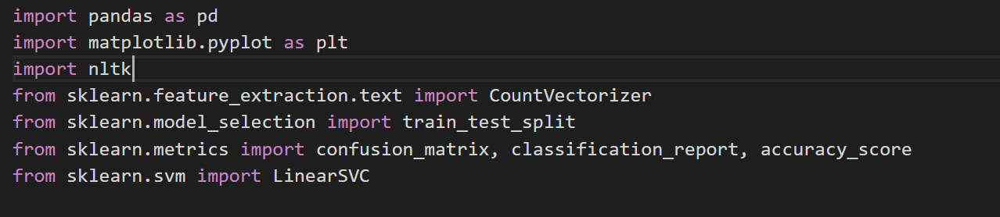 import pandas as pd
import matplotlib.pyplot as plt
import nltk
from sklearn.feature_extraction.text import CountVectorizer
from sklearn.model_selection import train_test_split
from sklearn.metrics import confusion_matrix, classification_report, accuracy_score
from sklearn.svm import LinearSVC